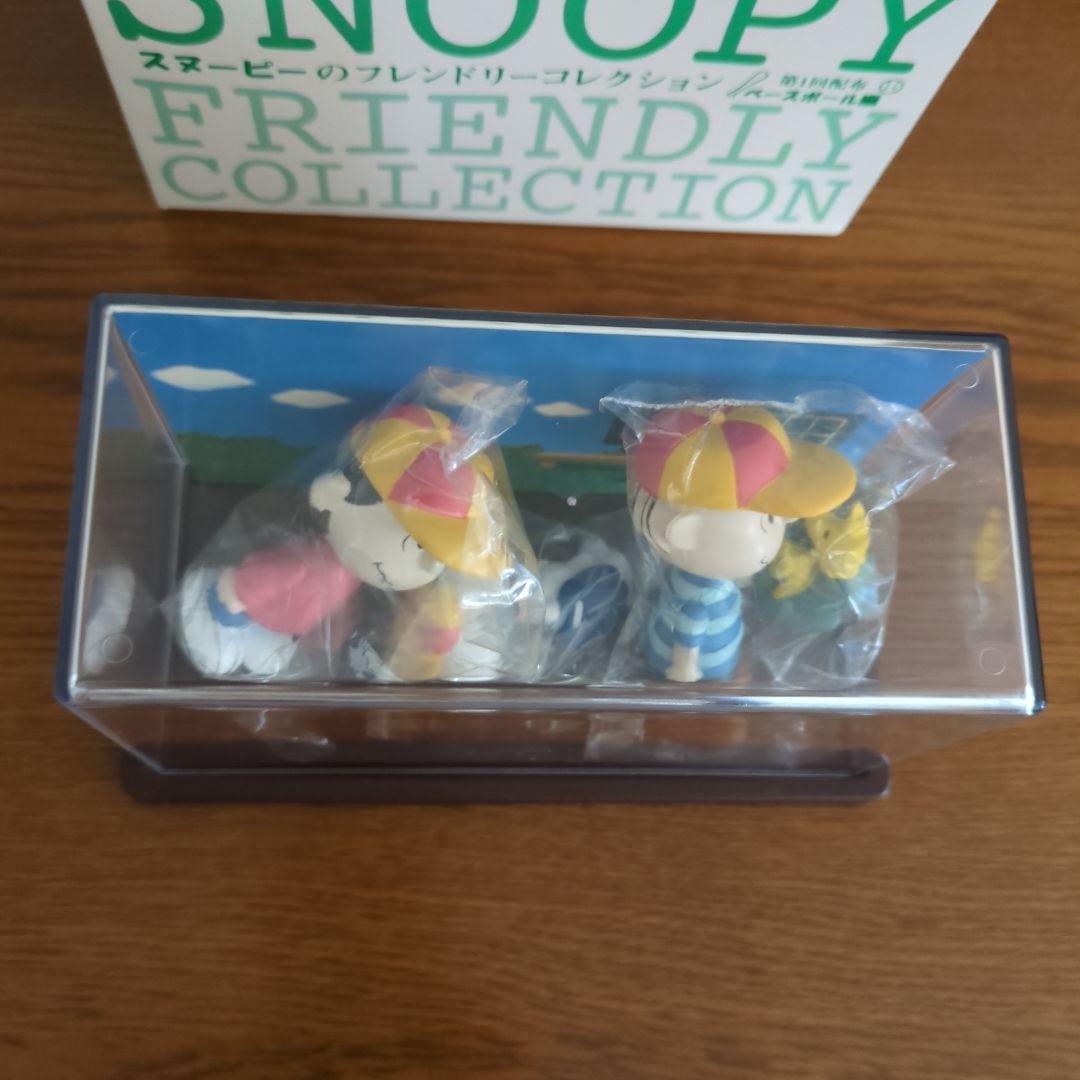 SNOOPY
スヌーピーのフレンドリーコレクション
第1回配布
ベースボール編
FRIENDLY
COLLECTION